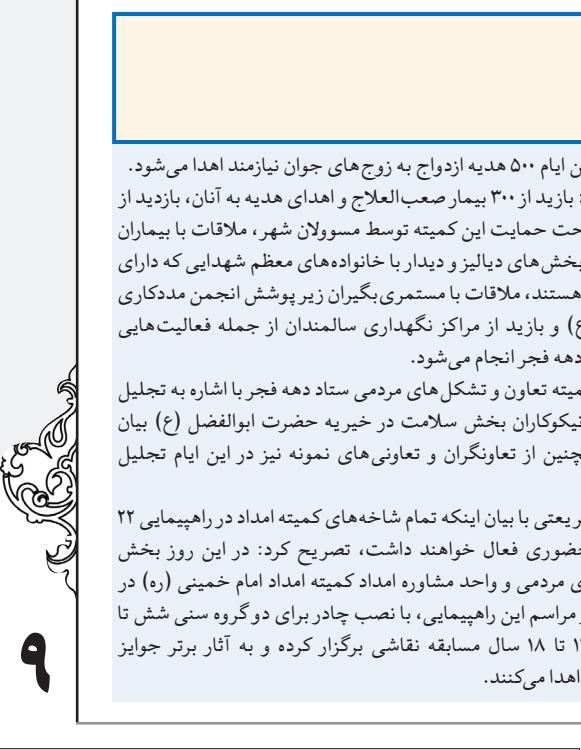 ایام ۵۰۰ هدیه ازدواج به زوج‌های جوان نیازمند اهدا می‌شود.
بازید از ۳۰۰ بیمار صعب‌العلاج و اهدای هدیه به آنان، بازدید از
حمایت این کمیته توسط مسوولان شهر، ملاقات با بیماران
بخش‌های دیالیز و دیدار با خانواده‌های معظم شهدایی که دارای
هستند، ملاقات با مستمری‌بگیران زیر پوشش انجمن مددکاری
(ع) و بازید از مراکز نگهداری سالمندان از جمله فعالیت‌هایی
دهه فجر انجام می‌شود.
تعاون و تشکل‌های مردمی ستاد دهه فجر با اشاره به تجلیل
نیکوکاران بخش سلامت در خیریه حضرت ابوالفضل (ع) بیان
از تعاونگران و تعاونی‌های نمونه نیز در این ایام تجلیل
با بیان اینکه تمام شاخه‌های کمیته امداد در راهپیمایی ۲۲
حضوری فعال خواهند داشت، تصریح کرد: در این روز بخش
مردمی و واحد مشاوره امداد کمیته امداد امام خمینی (ره) در
مراسم این راهپیمایی، با نصب چادر برای دو گروه سنی شش تا
تا ۱۸ سال مسابقه نقاشی برگزار کرده و به آثار برتر جوایز
اهدا می‌کنند.
۹